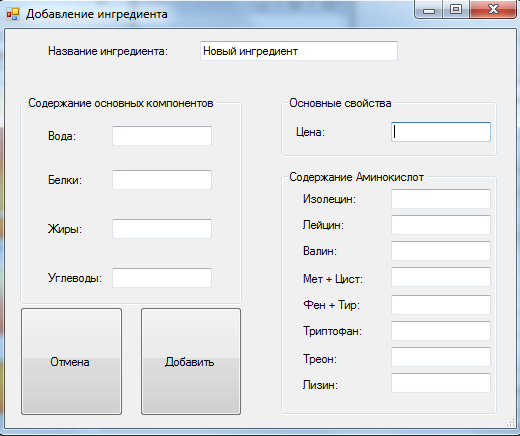 Добавление ингредиента
Название ингредиента: Новый ингредиент
Содержание основных компонентов
Вода:
Белки:
Жиры:
Углеводы:
Отмена
Добавить
Основные свойства
Цена:
Содержание Аминокислот
Изолецин:
Лейцин:
Валин:
Мет + Цист:
Фен + Тир:
Триптофан:
Треон:
Лизин: